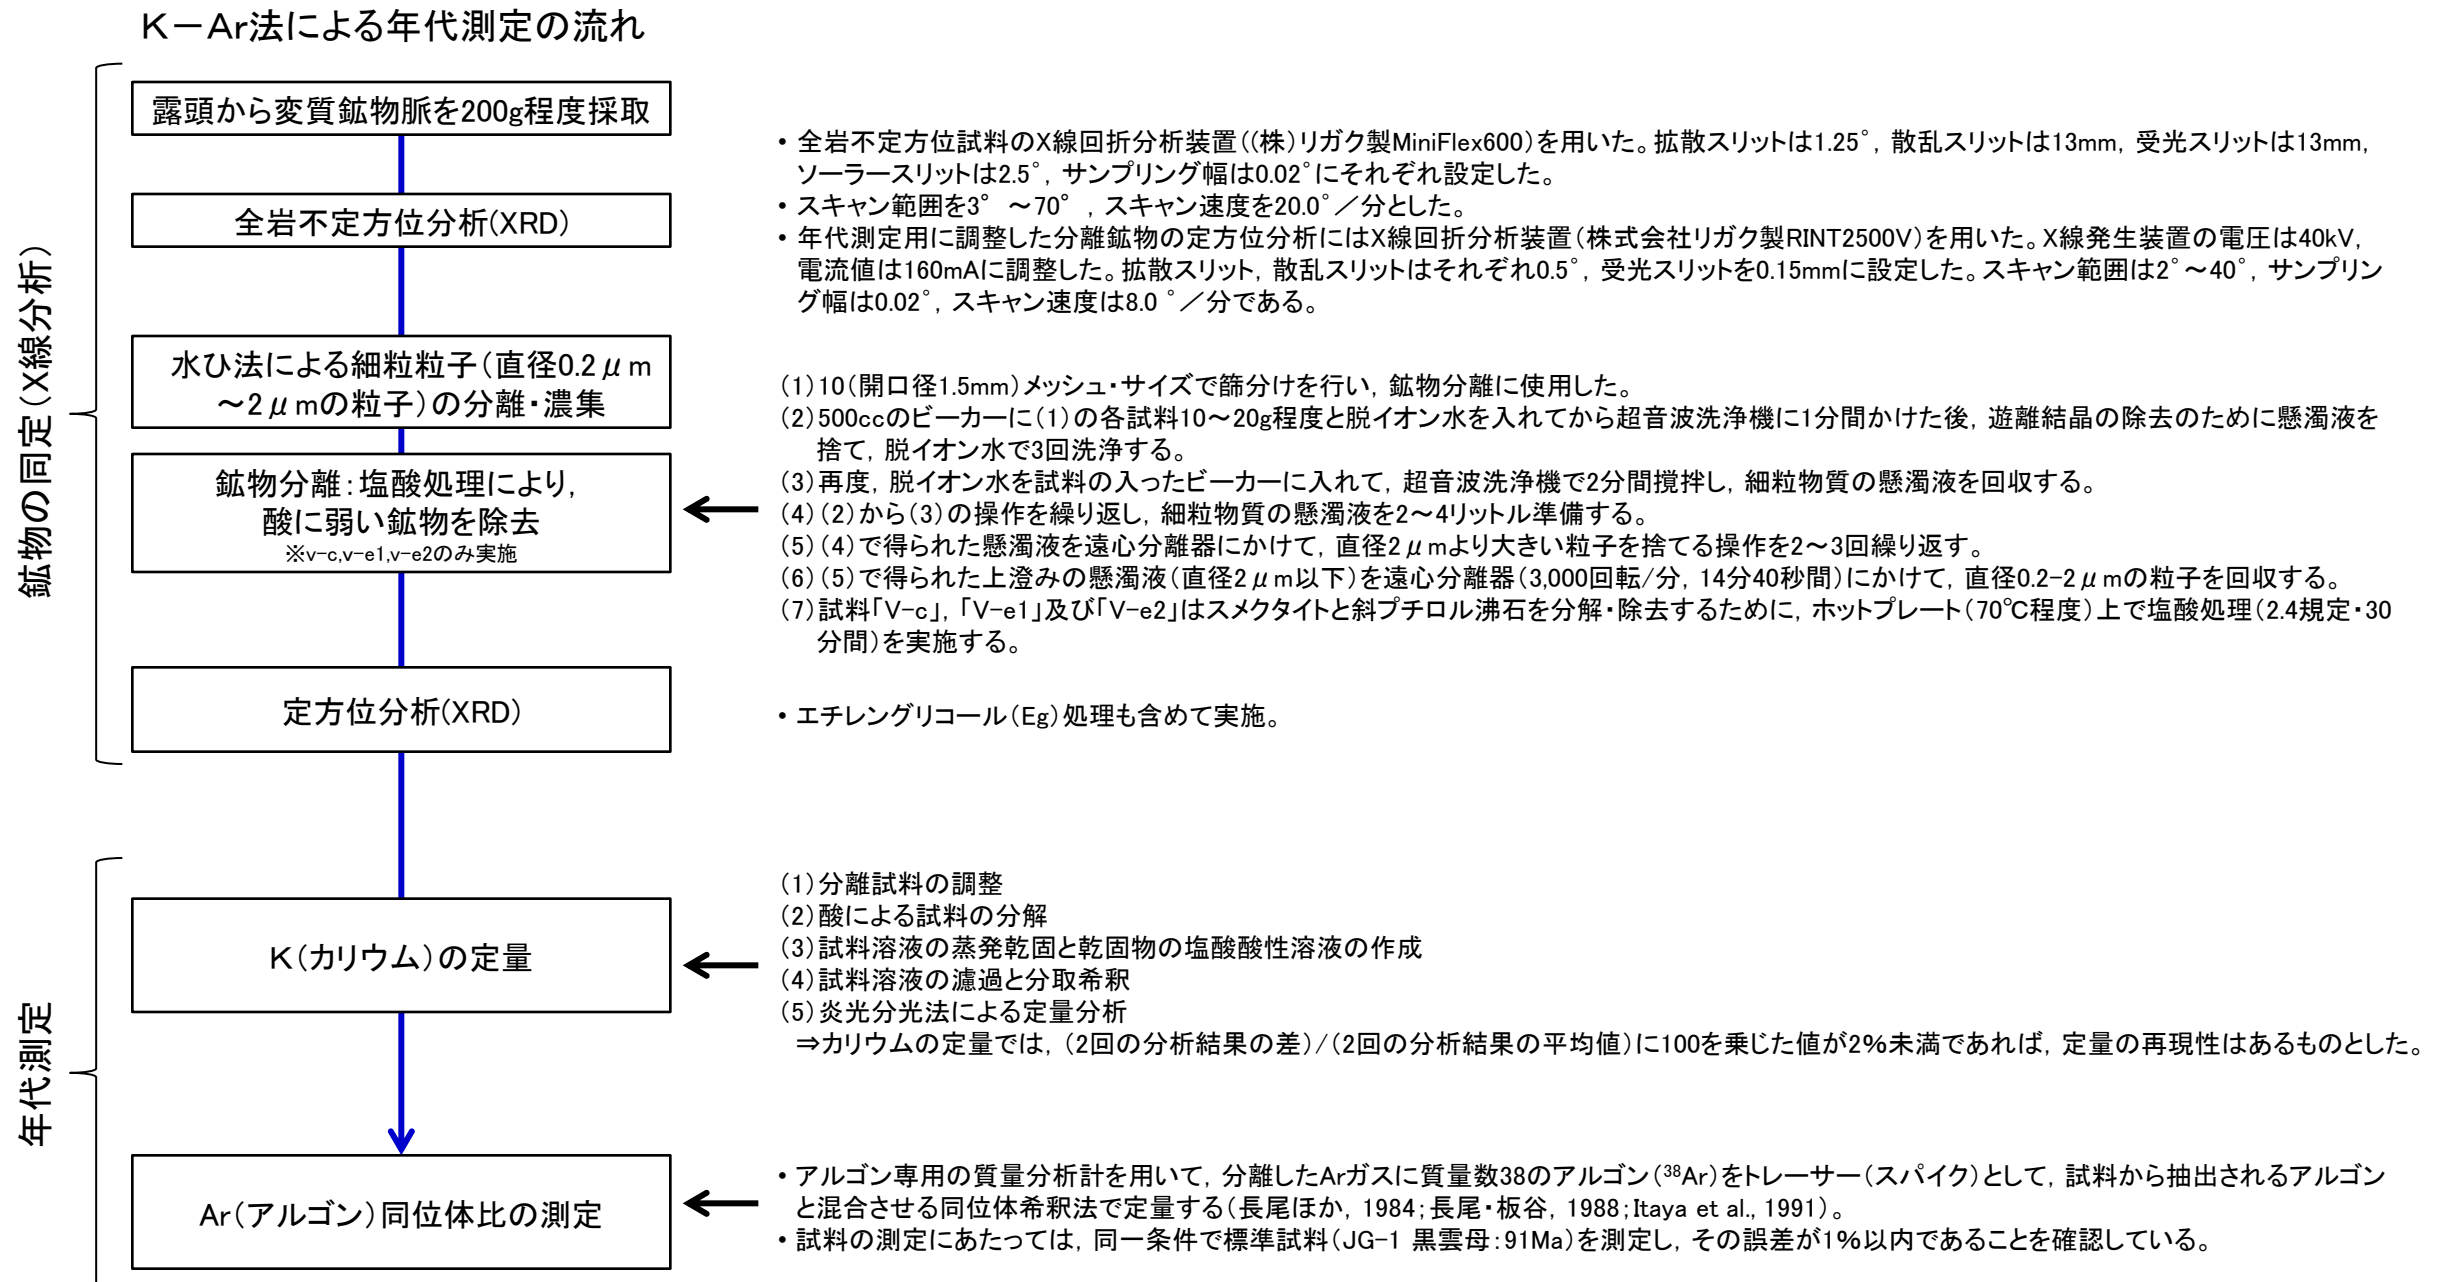 K－Ar法による年代測定の流れ
鉱物の同定（X線分析）
露頭から変質鉱物脈を200g程度採取
全岩不定方位分析(XRD)
・全岩不定方位試料のX線回折分析装置((株)リガク製MiniFlex600)を用いた。拡散スリットは1.25°，散乱スリットは13mm，受光スリットは13mm，
ソーラースリットは2.5°，サンプリング幅は0.02°にそれぞれ設定した。
・スキャン範囲を3° ～70° ，スキャン速度を20.0°／分とした。
・年代測定用に調整した分離鉱物の定方位分析にはX線回折分析装置（株式会社リガク製RINT2500V）を用いた。X線発生装置の電圧は40kV，
電流値は160mAに調整した。拡散スリット，散乱スリットはそれぞれ0.5°，受光スリットを0.15mmに設定した。スキャン範囲は2°～40°，サンプリン
グ幅は0.02°，スキャン速度は8.0 °／分である。
水ひ法による細粒粒子（直径0.2μm
～2μmの粒子）の分離・濃集
鉱物分離：塩酸処理により，
酸に弱い鉱物を除去
※v-c,v-e1,v-e2のみ実施
（1）10（開口径1.5mm）メッシュ・サイズで篩分けを行い，鉱物分離に使用した。
（2）500ccのビーカーに（1）の各試料10～20g程度と脱イオン水を入れてから超音波洗浄機に1分間かけた後，遊離結晶の除去のために懸濁液を
捨て，脱イオン水で3回洗浄する。
（3）再度，脱イオン水を試料の入ったビーカーに入れて，超音波洗浄機で2分間撹拌し，細粒物質の懸濁液を回収する。
（4）（2）から（3）の操作を繰り返し，細粒物質の懸濁液を2～4リットル準備する。
（5）（4）で得られた懸濁液を遠心分離器にかけて，直径2μmより大きい粒子を捨てる操作を2～3回繰り返す。
（6）（5）で得られた上澄みの懸濁液（直径2μm以下）を遠心分離器（3,000回転/分，14分40秒間）にかけて，直径0.2-2μmの粒子を回収する。
（7）試料「V-c」，「V-e1」及び「V-e2」はスメクタイトと斜プチロル沸石を分解・除去するために，ホットプレート（70℃程度）上で塩酸処理（2.4規定・30
分間）を実施する。
定方位分析(XRD)
・エチレングリコール（Eg）処理も含めて実施。
年代測定
K（カリウム）の定量
（1）分離試料の調整
（2）酸による試料の分解
（3）試料溶液の蒸発乾固と乾固物の塩酸酸性溶液の作成
（4）試料溶液の濾過と分取希釈
（5）炎光分光法による定量分析
⇒カリウムの定量では，（2回の分析結果の差）/（2回の分析結果の平均値）に100を乗じた値が2%未満であれば，定量の再現性はあるものとした。
Ar（アルゴン）同位体比の測定
・アルゴン専用の質量分析計を用いて，分離したArガスに質量数38のアルゴン（³⁸Ar）をトレーサー（スパイク）として，試料から抽出されるアルゴン
と混合させる同位体希釈法で定量する（長尾ほか，1984；長尾・板谷，1988；Itaya et al., 1991）。
・試料の測定にあたっては，同一条件で標準試料（JG-1 黒雲母：91Ma）を測定し，その誤差が1%以内であることを確認している。